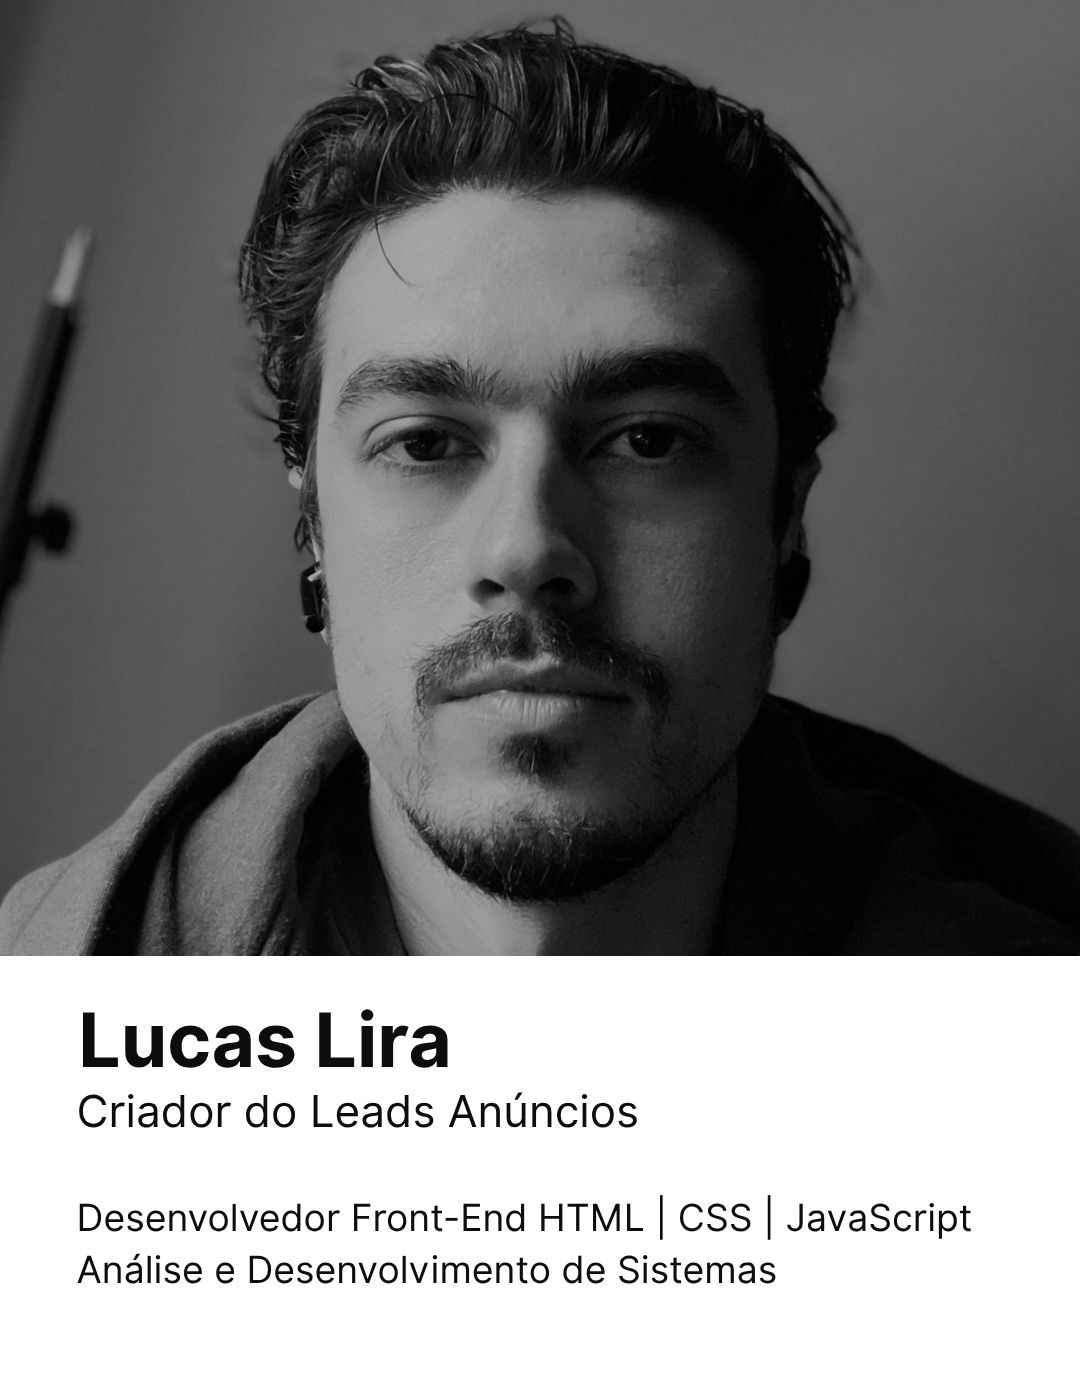 Lucas Lira
Criador do Leads Anúncios
Desenvolvedor Front-End HTML | CSS | JavaScript
Análise e Desenvolvimento de Sistemas